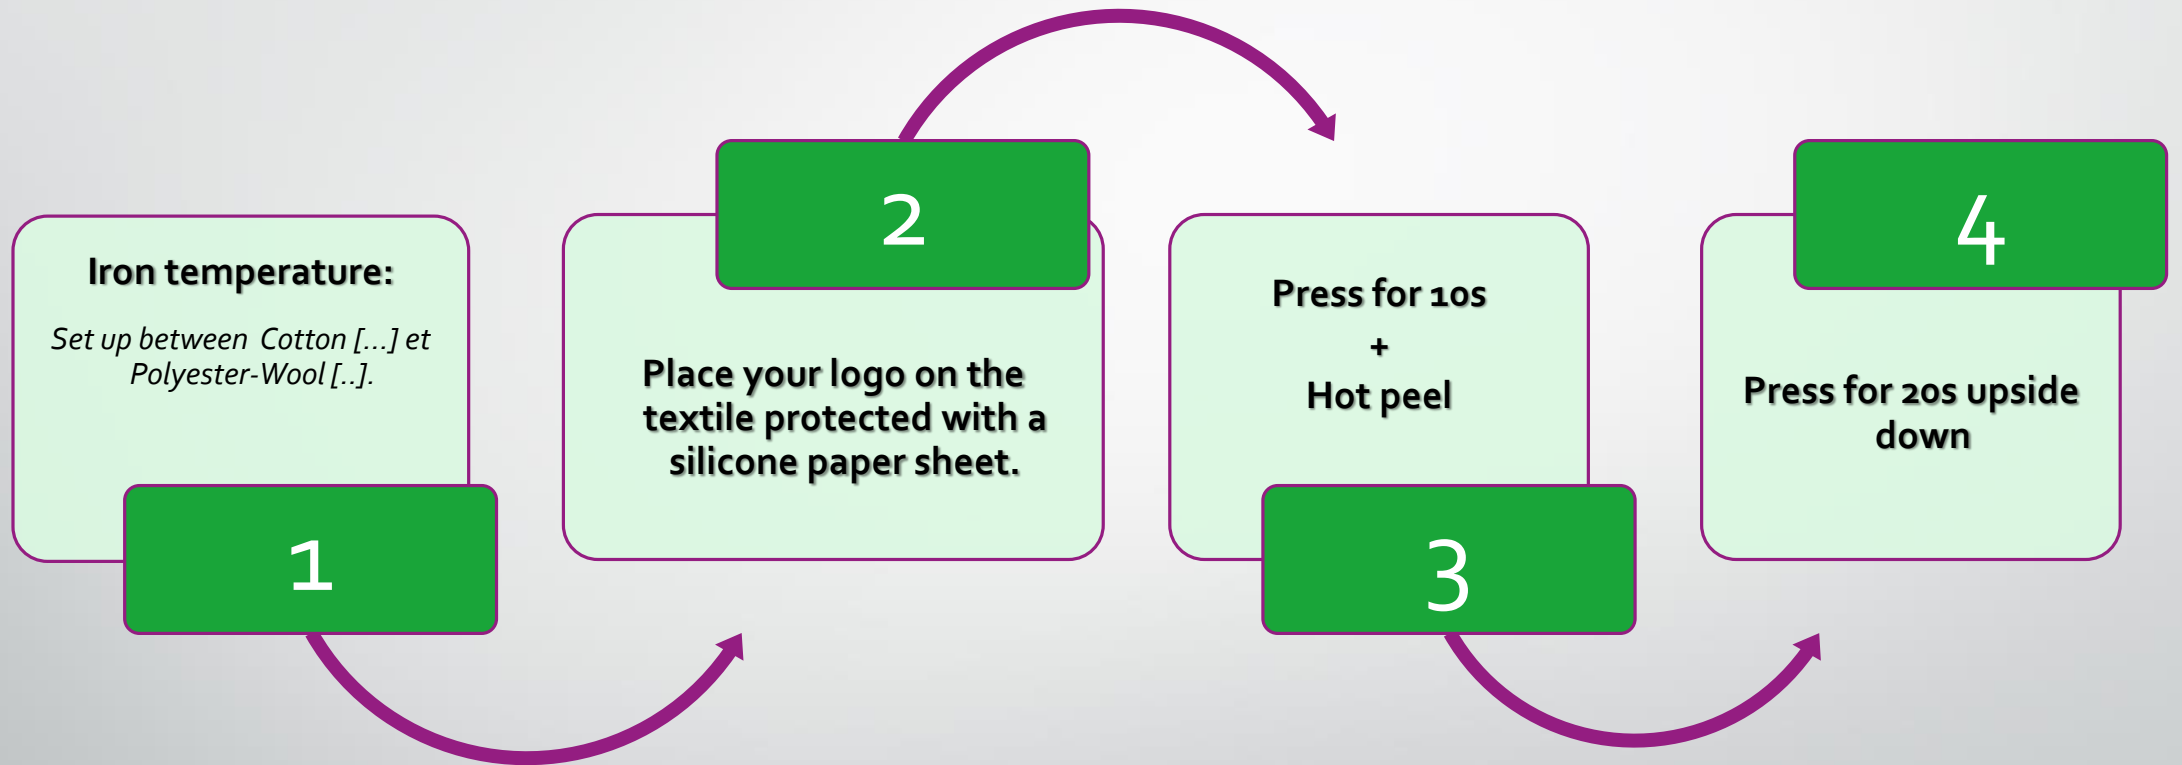 Iron temperature:
Set up between Cotton [...] et
Polyester-Wool [..].
1
2
Place your logo on the
textile protected with a
silicone paper sheet.
Press for 10s
+
Hot peel
3
4
Press for 20s upside
down